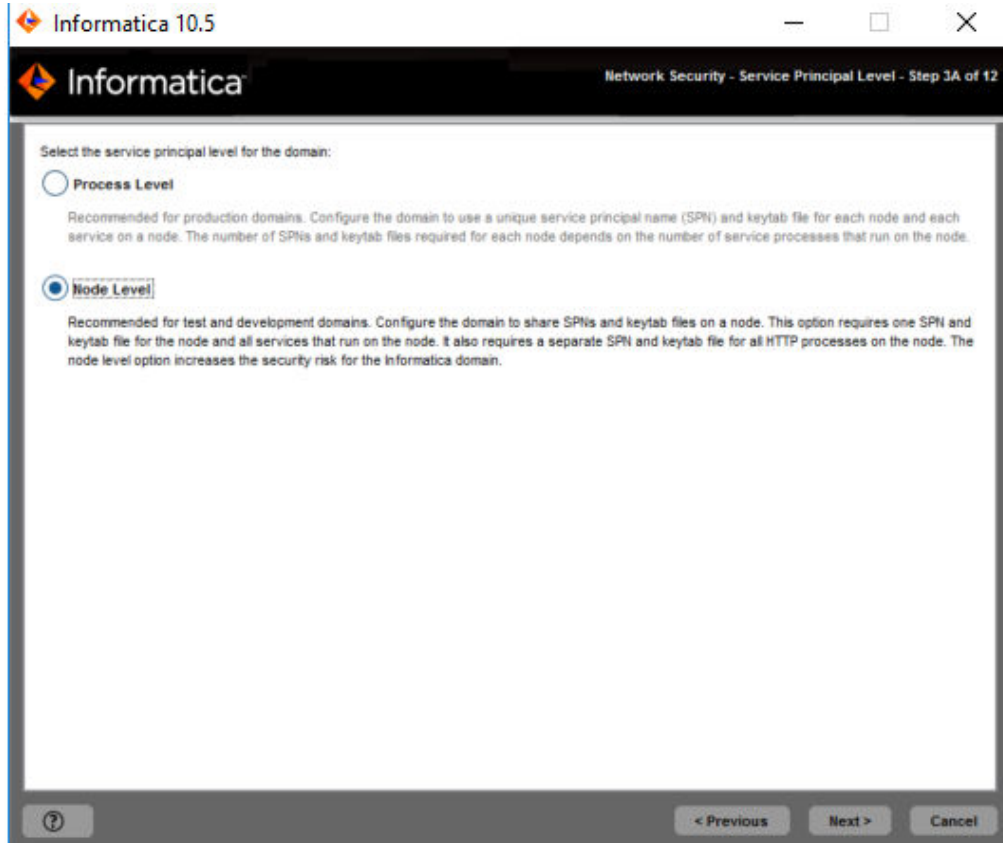 Informatica 10.5
Informatica
Network Security - Service Principal Level - Step 3A of 12
Select the service principal level for the domain:
Process Level
Recommended for production domains. Configure the domain to use a unique service principal name (SPN) and keytab file for each node and each
service on a node. The number of SPNs and keytab files required for each node depends on the number of service processes that run on the node.
Node Level
Recommended for test and development domains. Configure the domain to share SPNs and keytab files on a node. This option requires one SPN and
keytab file for the node and all services that run on the node. It also requires a separate SPN and keytab file for all HTTP processes on the node. The
node level option increases the security risk for the Informatica domain.
?
< Previous
Next >
Cancel